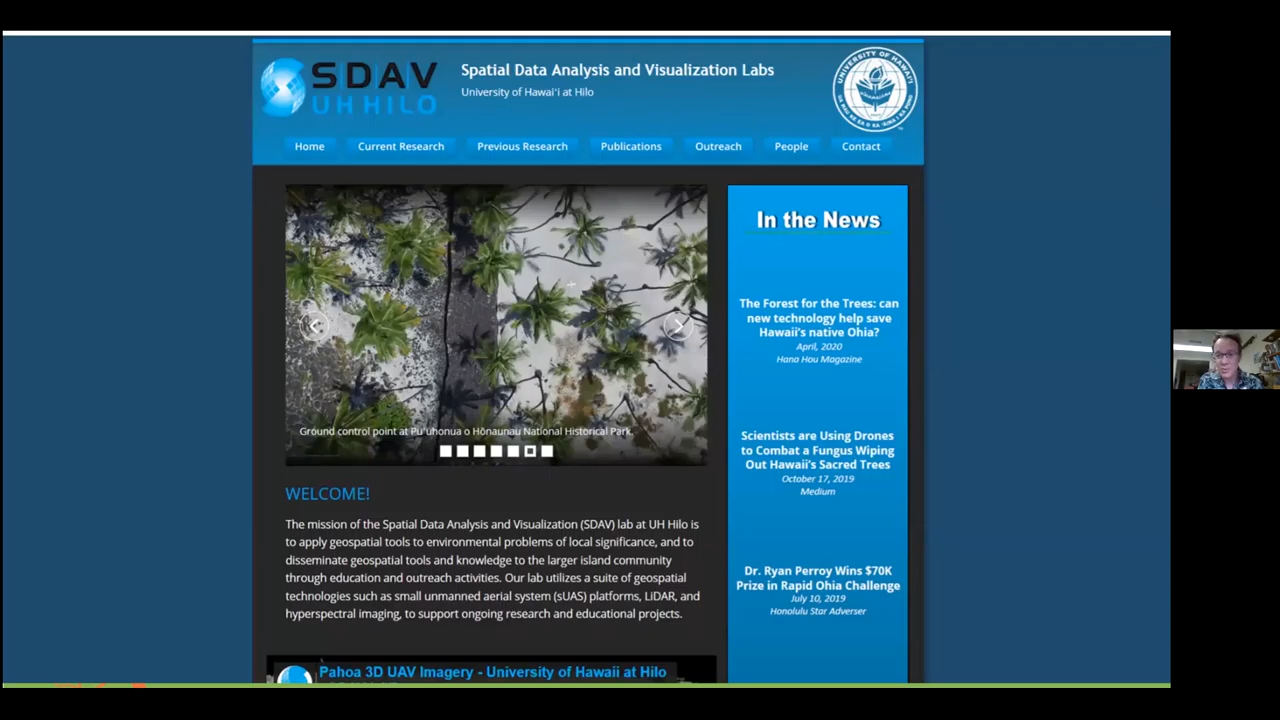 SDAV
UH HILO
Spatial Data Analysis and Visualization Labs
University of Hawaiʻi at Hilo
UNIVERSITY OF HAWAIʻI
Home
Current Research
Previous Research
Publications
Outreach
People
Contact
Ground control point at Puʻuhonua o Hōnaunau National Historical Park.
WELCOME!
The mission of the Spatial Data Analysis and Visualization (SDAV) lab at UH Hilo is
to apply geospatial tools to environmental problems of local significance, and to
disseminate geospatial tools and knowledge to the larger island community
through education and outreach activities. Our lab utilizes a suite of geospatial
technologies such as small unmanned aerial system (sUAS) platforms, LiDAR, and
hyperspectral imaging, to support ongoing research and educational projects.
Pahoa 3D UAV Imagery - University of Hawaii at Hilo
In the News
The Forest for the Trees: can
new technology help save
Hawaii's native Ohia?
April, 2020
Hana Hou Magazine
Scientists are Using Drones
to Combat a Fungus Wiping
Out Hawaii's Sacred Trees
October 17, 2019
Medium
Dr. Ryan Perroy Wins $70K
Prize in Rapid Ohia Challenge
July 10, 2019
Honolulu Star Adverser